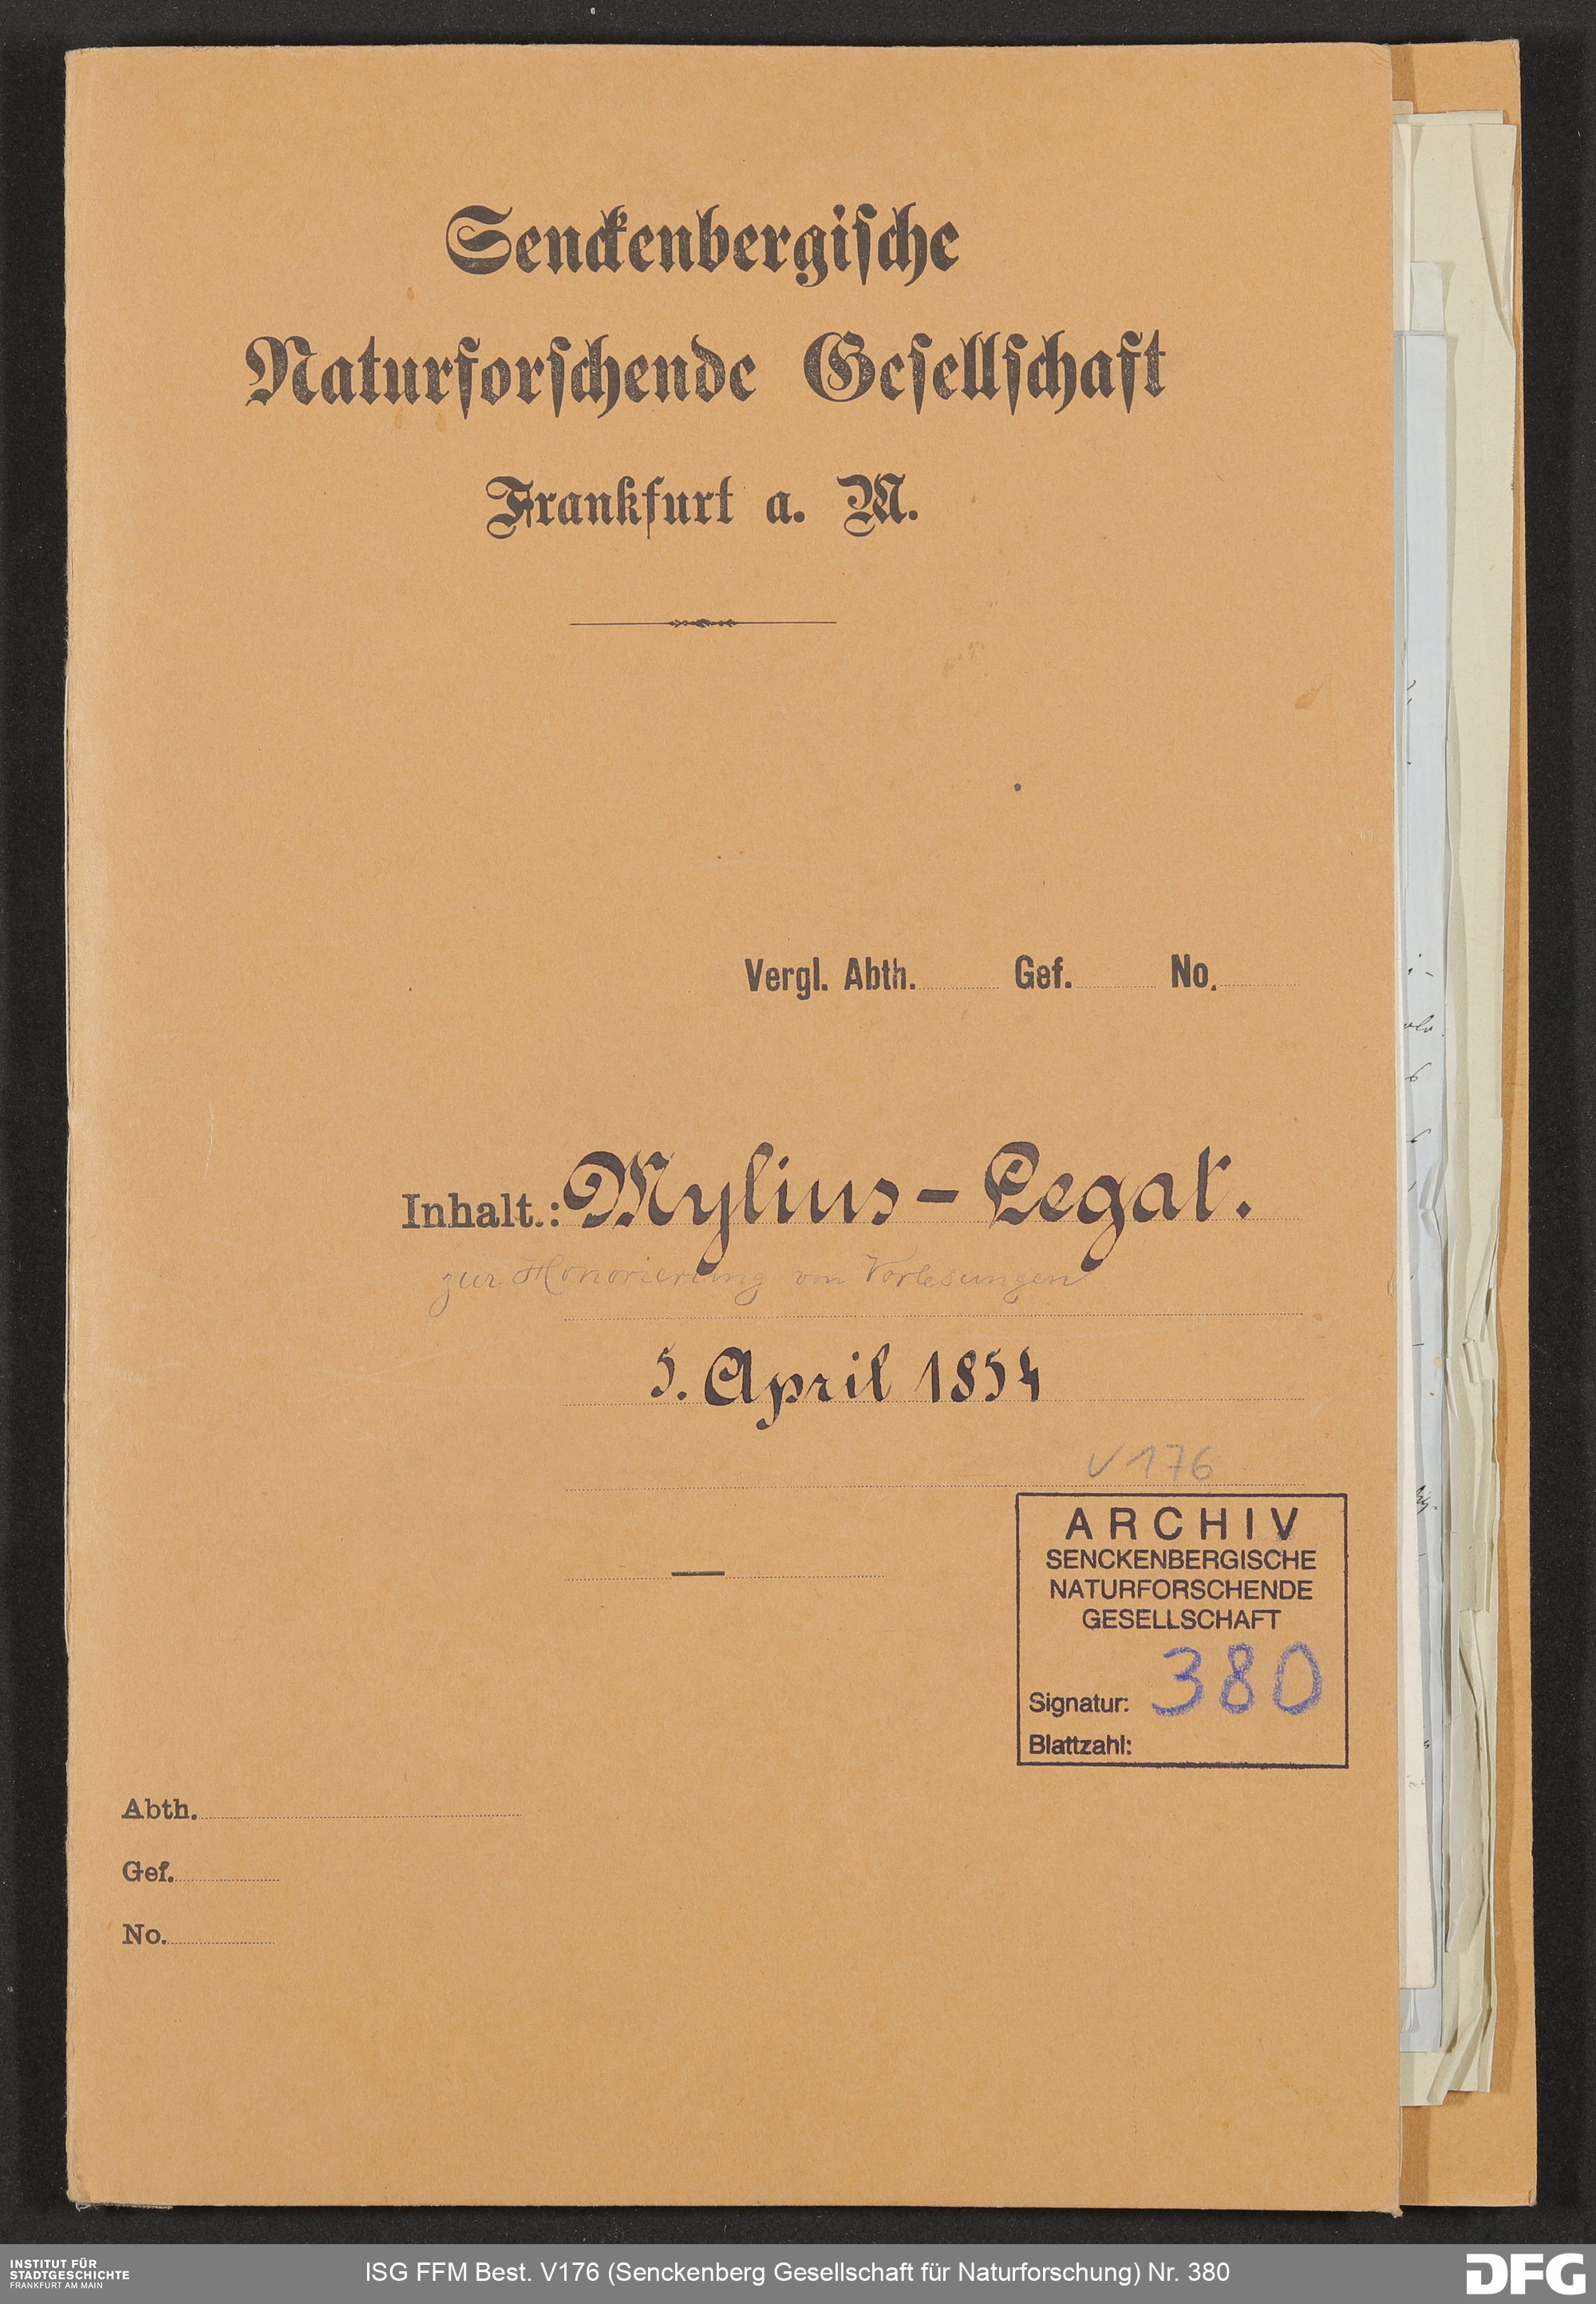 Senckenbergische
Naturforschende Gesellschaft
Frankfurt a. M.
Vergl. Abth. Gef. No.
Inhalt.: Mylius-Legat.
zur Honorierung von Vorlesungen
5. April 1854
V 176
ARCHIV
SENCKENBERGISCHE
NATURFORSCHENDE
GESELLSCHAFT
Signatur: 380
Blattzahl:
Abth.
Gef.
No.
INSTITUT FÜR
STADTGESCHICHTE
FRANKFURT AM MAIN
ISG FFM Best. V176 (Senckenberg Gesellschaft für Naturforschung) Nr. 380
DFG